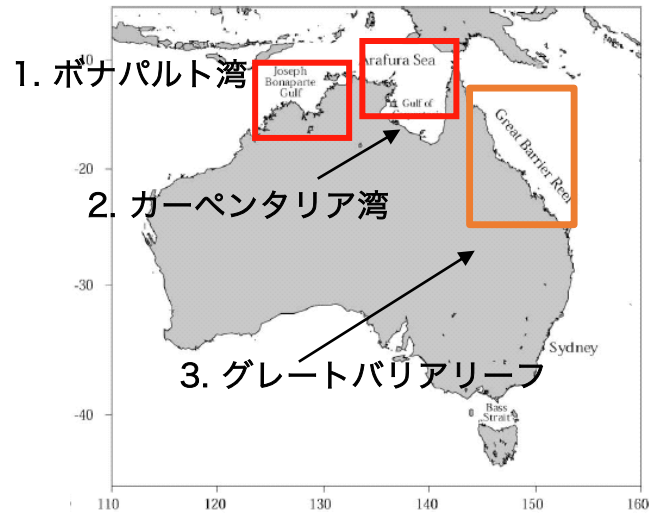 1. ボナパルト湾
Joseph
Bonaparte
Gulf
Arafura Sea
Gulf of
-10
Great Barrier Reef
-20
2. カーペンタリア湾
-30
Sydney
3. グレートバリアリーフ
-40
Bass
Strait
110
120
130
140
150
160